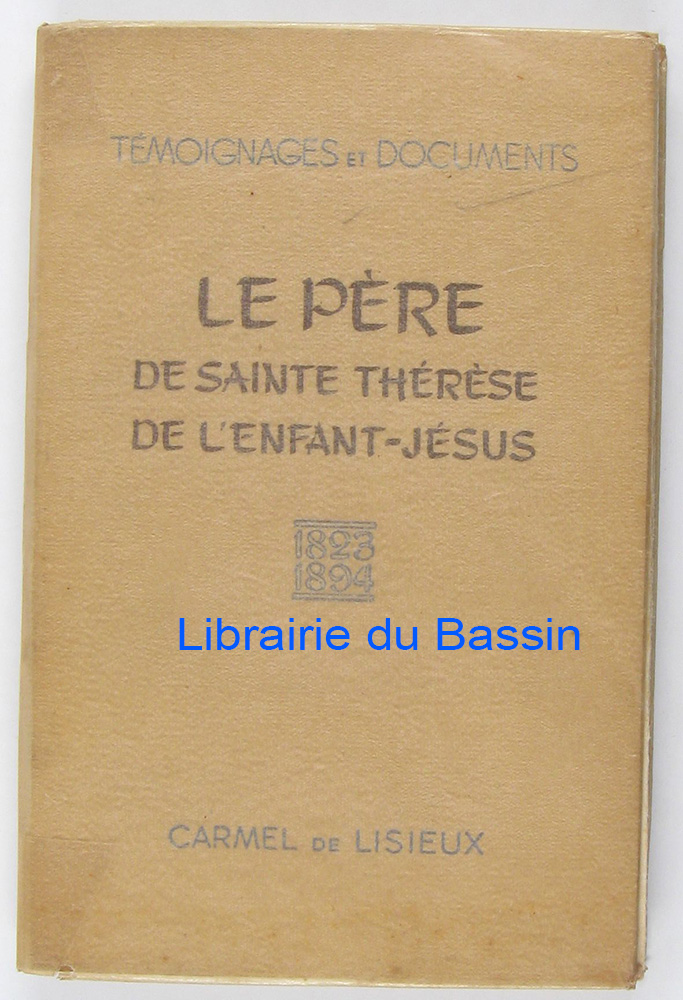 TÉMOIGNAGES ET DOCUMENTS
LE PÈRE
DE SAINTE THÉRÈSE
DE L'ENFANT-JÉSUS
1823
1894
Librairie du Bassin
CARMEL DE LISIEUX